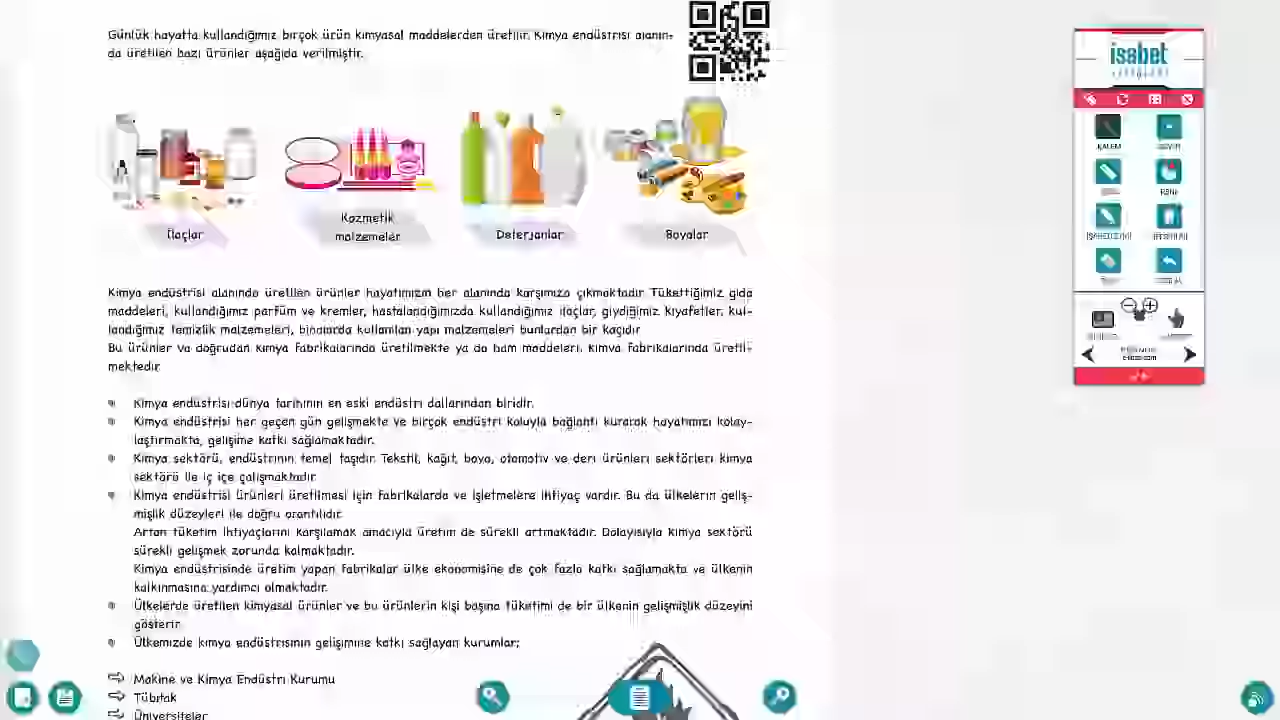 Günlük hayatta kullandığımız birçok ürün kimyasal maddelerden üretilir. Kimya endüstrisi alanın-
da üretilen bazı ürünler aşağıda verilmiştir.
İlaçlar
Kozmetik
malzemeler
Deterjanlar
Boyalar
Kimya endüstrisi alanında üretilen ürünler hayatımızın her alanında karşımıza çıkmaktadır. Tükettiğimiz gıda
maddeleri, kullandığımız parfüm ve kremler, hastalandığımızda kullandığımız ilaçlar, giydiğimiz kıyafetler, kul-
landığımız temizlik malzemeleri, binalarda kullanılan yapı malzemeleri bunlardan bir kaçıdır.
Bu ürünler ya doğrudan kimya fabrikalarında üretilmekte ya da ham maddeleri, kimya fabrikalarında üretil-
mektedir.
Kimya endüstrisi dünya tarihinin en eski endüstri dallarından biridir.
Kimya endüstrisi her geçen gün gelişmekte ve birçok endüstri koluyla bağlantı kurarak hayatımızı kolay-
laştırmakta, gelişime katkı sağlamaktadır.
Kimya sektörü, endüstrinin temel taşıdır. Tekstil, kağıt, boya, otomotiv ve deri ürünleri sektörleri kimya
sektörü ile iç içe çalışmaktadır.
Kimya endüstrisi ürünleri üretilmesi için fabrikalarda ve işletmelere ihtiyaç vardır. Bu da ülkelerin geliş-
mişlik düzeyleri ile doğru orantılıdır.
Artan tüketim ihtiyaçlarını karşılamak amacıyla üretim de sürekli artmaktadır. Dolayısıyla kimya sektörü
sürekli gelişmek zorunda kalmaktadır.
Kimya endüstrisinde üretim yapan fabrikalar ülke ekonomisine de çok fazla katkı sağlamakta ve ülkenin
kalkınmasına yardımcı olmaktadır.
Ülkelerde üretilen kimyasal ürünler ve bu ürünlerin kişi başına tüketimi de bir ülkenin gelişmişlik düzeyini
gösterir.
Ülkemizde kimya endüstrisinin gelişimine katkı sağlayan kurumlar;
Makine ve Kimya Endüstri Kurumu
Tübitak
Üniversiteler
isabet
KALEM